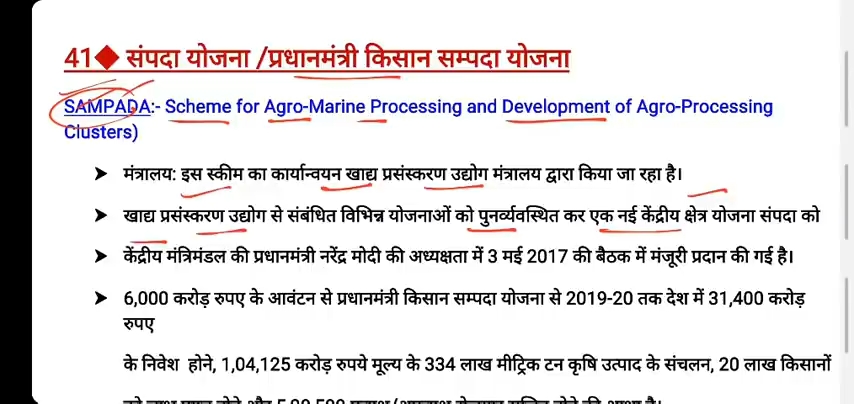 41◆ संपदा योजना /प्रधानमंत्री किसान सम्पदा योजना
SAMPADA:- Scheme for Agro-Marine Processing and Development of Agro-Processing
Clusters)
➤ मंत्रालय: इस स्कीम का कार्यान्वयन खाद्य प्रसंस्करण उद्योग मंत्रालय द्वारा किया जा रहा है।
➤ खाद्य प्रसंस्करण उद्योग से संबंधित विभिन्न योजनाओं को पुनर्व्यवस्थित कर एक नई केंद्रीय क्षेत्र योजना संपदा को
➤ केंद्रीय मंत्रिमंडल की प्रधानमंत्री नरेंद्र मोदी की अध्यक्षता में 3 मई 2017 की बैठक में मंजूरी प्रदान की गई है।
➤ 6,000 करोड़ रुपए के आवंटन से प्रधानमंत्री किसान सम्पदा योजना से 2019-20 तक देश में 31,400 करोड़
रुपए
के निवेश होने, 1,04,125 करोड़ रुपये मूल्य के 334 लाख मीट्रिक टन कृषि उत्पाद के संचलन, 20 लाख किसानों